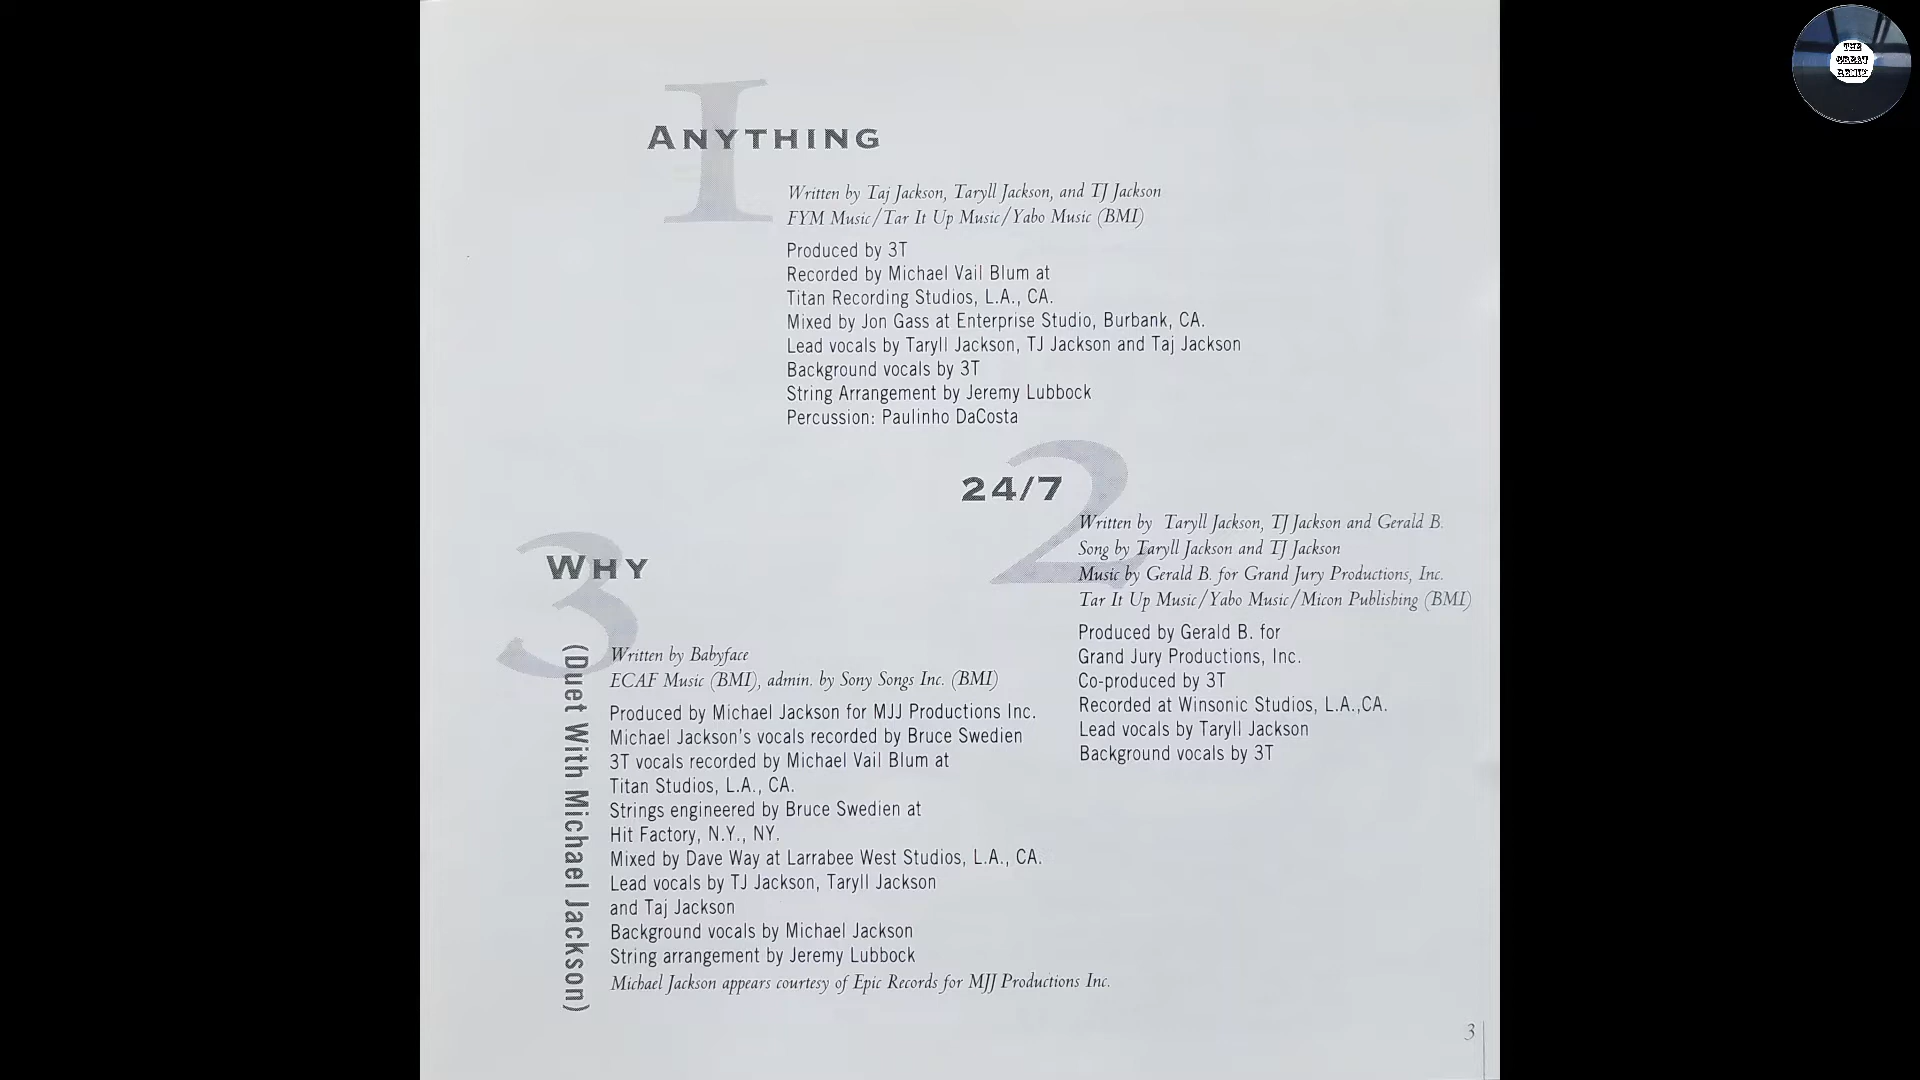 THE
GREAT
REMIX
1
ANYTHING
Written by Taj Jackson, Taryll Jackson, and TJ Jackson
FYM Music/Tar It Up Music/Yabo Music (BMI)
Produced by 3T
Recorded by Michael Vail Blum at
Titan Recording Studios, L.A., CA.
Mixed by Jon Gass at Enterprise Studio, Burbank, CA.
Lead vocals by Taryll Jackson, TJ Jackson and Taj Jackson
Background vocals by 3T
String Arrangement by Jeremy Lubbock
Percussion: Paulinho DaCosta
2
24/7
Written by Taryll Jackson, TJ Jackson and Gerald B.
Song by Taryll Jackson and TJ Jackson
Music by Gerald B. for Grand Jury Productions, Inc.
Tar It Up Music/Yabo Music/Micon Publishing (BMI)
Produced by Gerald B. for
Grand Jury Productions, Inc.
Co-produced by 3T
Recorded at Winsonic Studios, L.A.,CA.
Lead vocals by Taryll Jackson
Background vocals by 3T
3
WHY
(Duet With Michael Jackson)
Written by Babyface
ECAF Music (BMI), admin. by Sony Songs Inc. (BMI)
Produced by Michael Jackson for MJJ Productions Inc.
Michael Jackson's vocals recorded by Bruce Swedien
3T vocals recorded by Michael Vail Blum at
Titan Studios, L.A., CA.
Strings engineered by Bruce Swedien at
Hit Factory, N.Y., NY.
Mixed by Dave Way at Larrabee West Studios, L.A., CA.
Lead vocals by TJ Jackson, Taryll Jackson
and Taj Jackson
Background vocals by Michael Jackson
String arrangement by Jeremy Lubbock
Michael Jackson appears courtesy of Epic Records for MJJ Productions Inc.
3